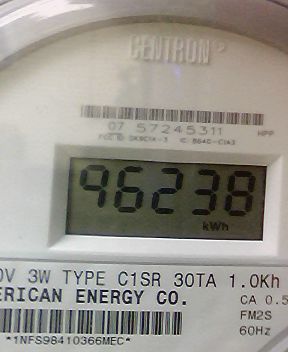 CENTRON®
07 57245311 HPP
96238
kWh
0V 3W TYPE C1SR 30TA 1.0Kh
ERICAN ENERGY CO.
CA 0.5
FM2S
60Hz
*1NFS98410366MEC*